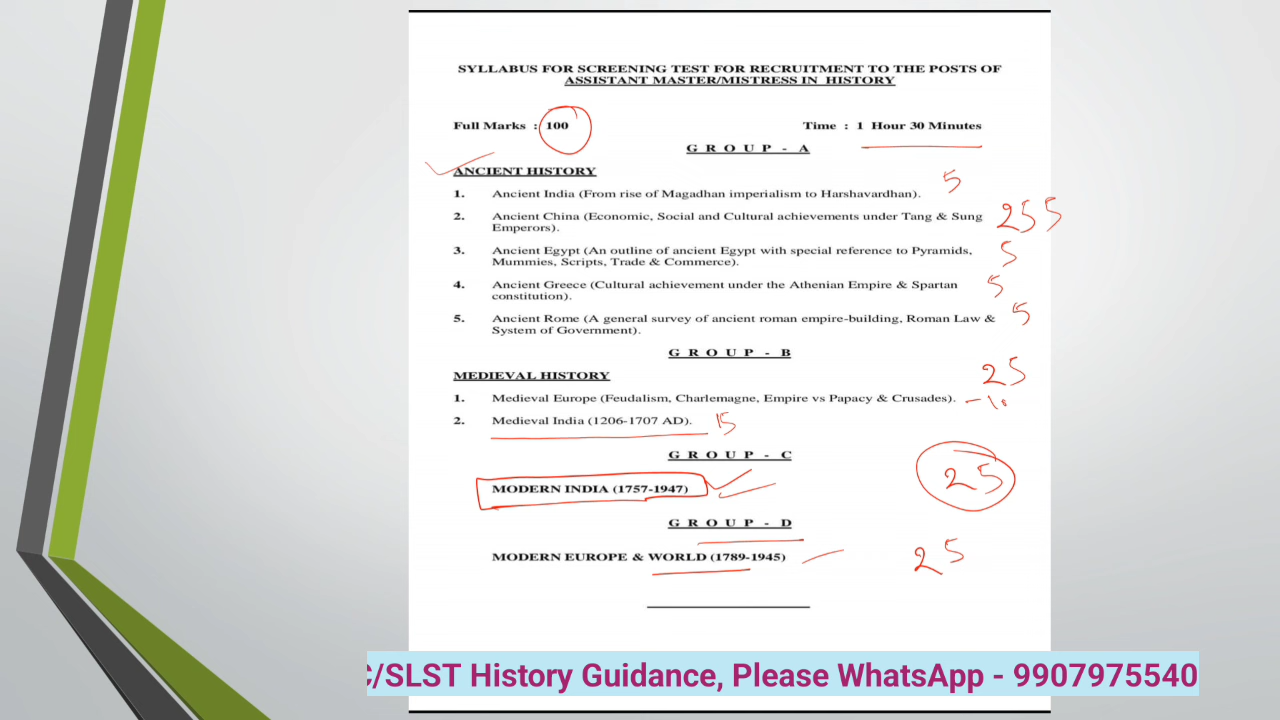 SYLLABUS FOR SCREENING TEST FOR RECRUITMENT TO THE POSTS OF
ASSISTANT MASTER/MISTRESS IN HISTORY
Full Marks : 100 Time : 1 Hour 30 Minutes
GROUP - A
ANCIENT HISTORY
1. Ancient India (From rise of Magadhan imperialism to Harshavardhan). 5
2. Ancient China (Economic, Social and Cultural achievements under Tang & Sung 25 5
Emperors).
3. Ancient Egypt (An outline of ancient Egypt with special reference to Pyramids, 5
Mummies, Scripts, Trade & Commerce).
4. Ancient Greece (Cultural achievement under the Athenian Empire & Spartan 5
constitution).
5. Ancient Rome (A general survey of ancient roman empire-building, Roman Law & 5
System of Government).
GROUP - B
MEDIEVAL HISTORY 25
1. Medieval Europe (Feudalism, Charlemagne, Empire vs Papacy & Crusades). - 10
2. Medieval India (1206-1707 AD). 15
GROUP - C
MODERN INDIA (1757-1947) 25
GROUP - D
MODERN EUROPE & WORLD (1789-1945) 25
/SLST History Guidance, Please WhatsApp - 9907975540